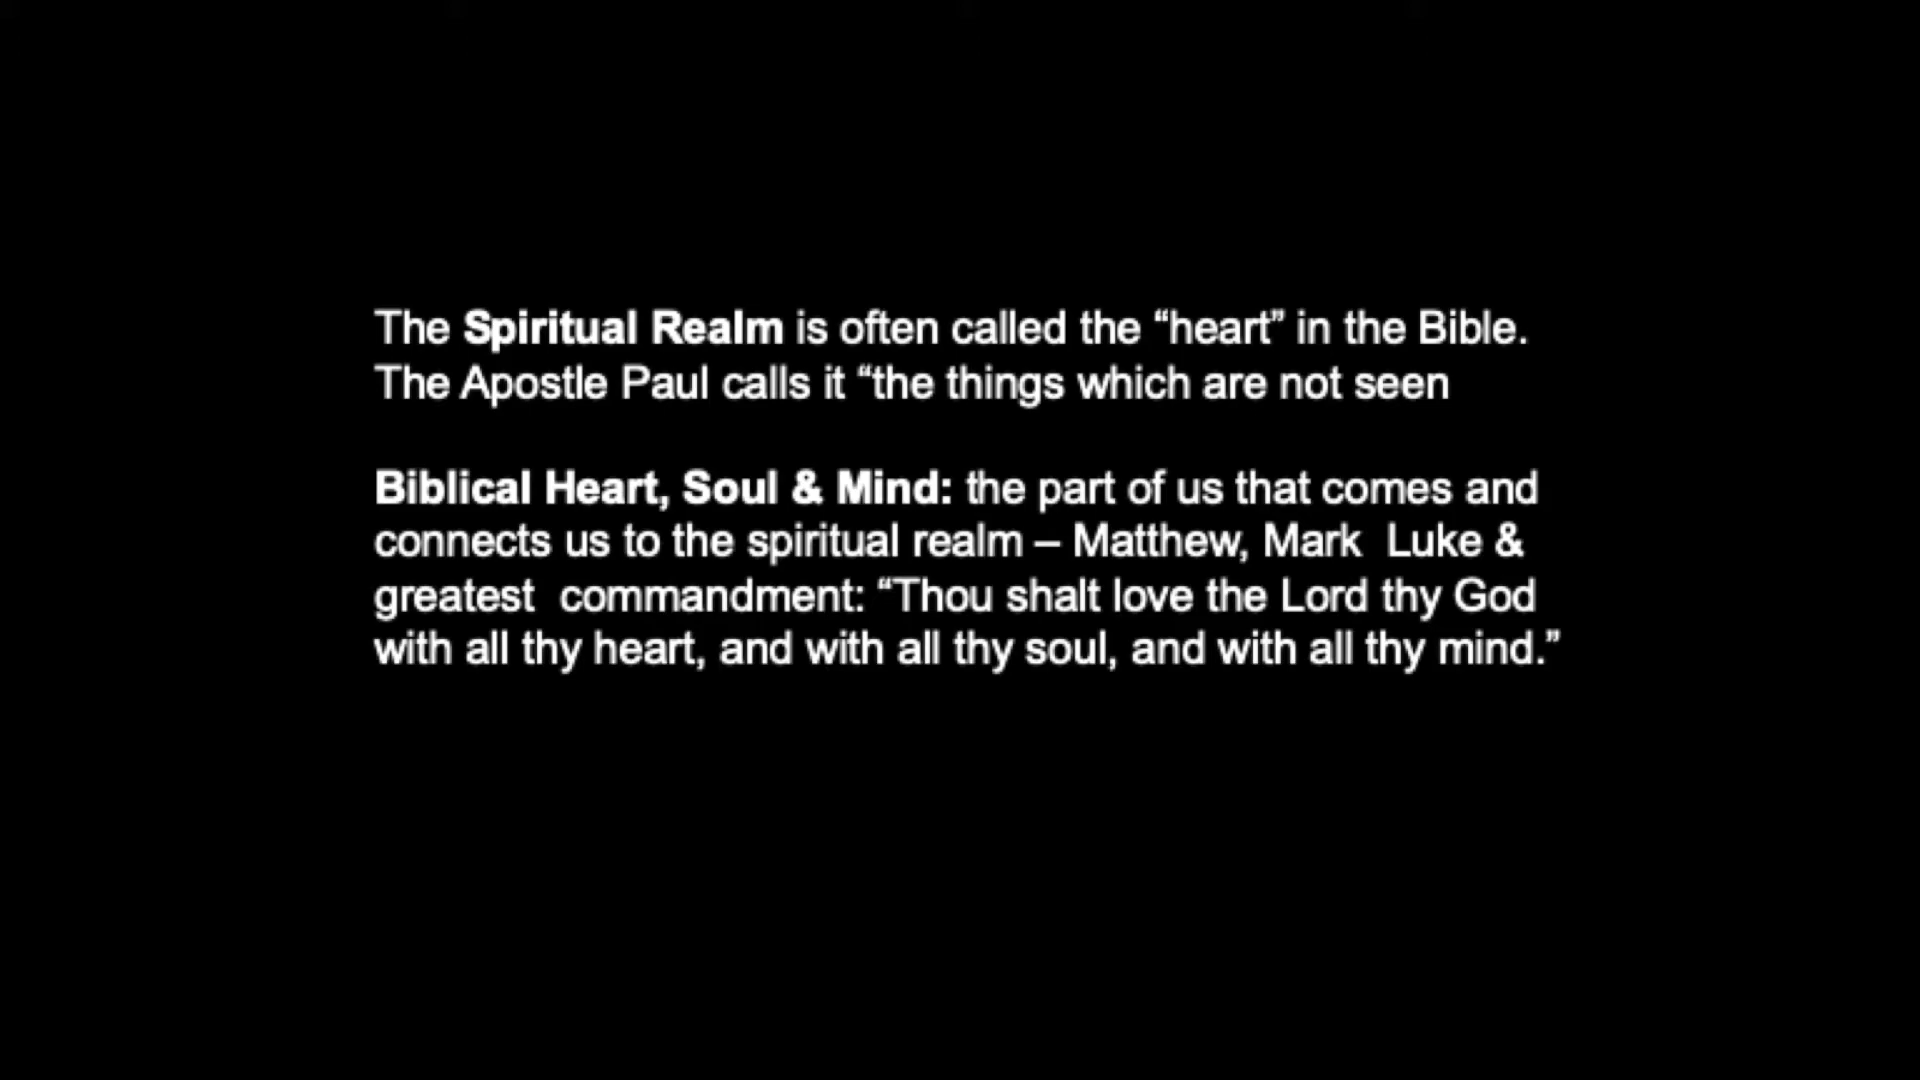 The Spiritual Realm is often called the “heart” in the Bible.
The Apostle Paul calls it “the things which are not seen
Biblical Heart, Soul & Mind: the part of us that comes and
connects us to the spiritual realm – Matthew, Mark  Luke &
greatest  commandment: “Thou shalt love the Lord thy God
with all thy heart, and with all thy soul, and with all thy mind.”